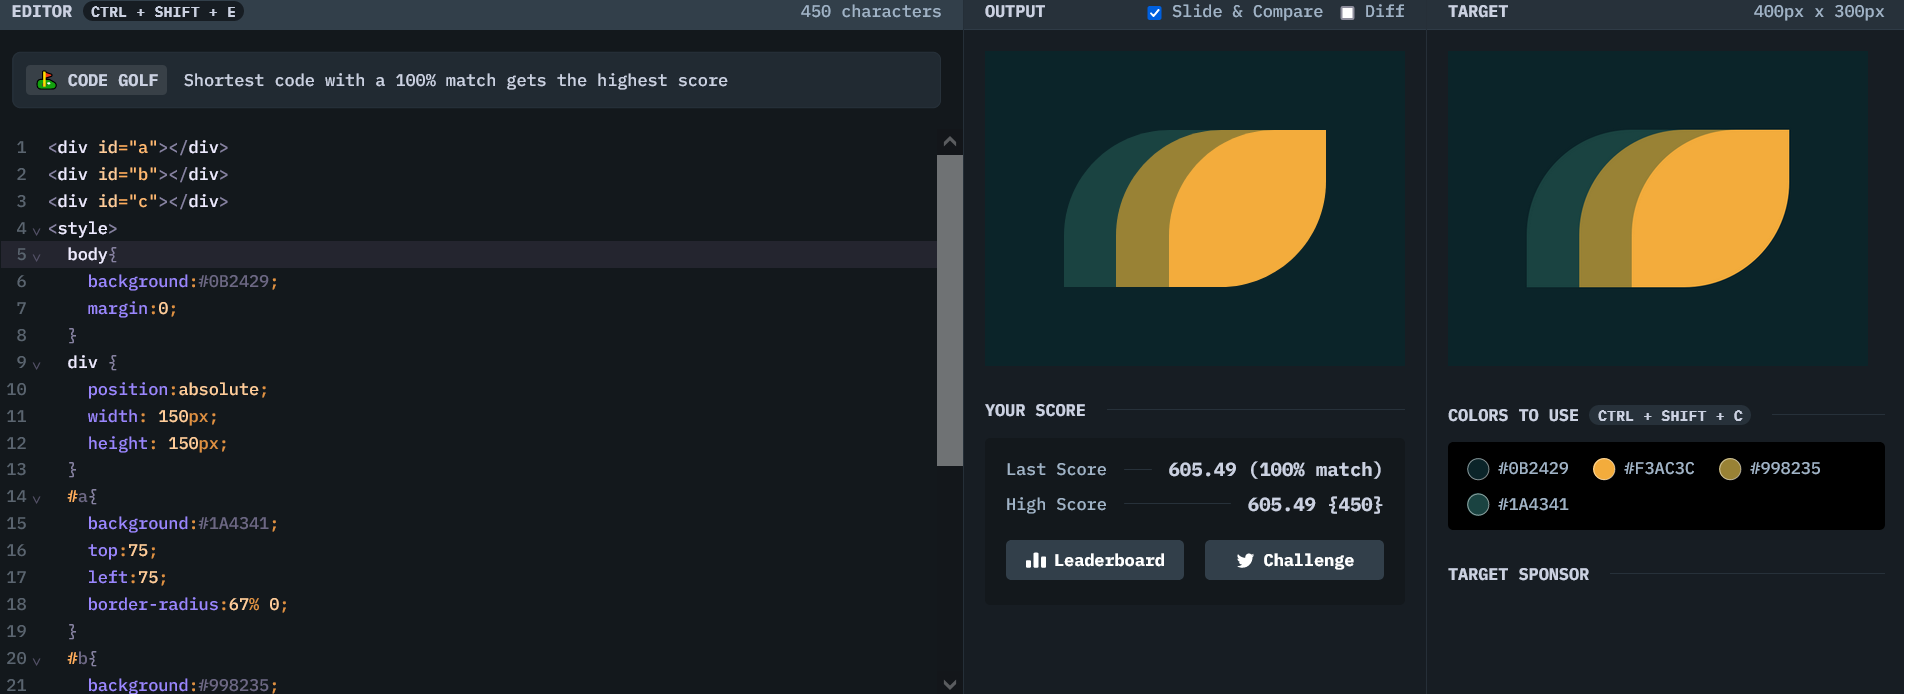 EDITOR CTRL + SHIFT + E 450 characters
CODE GOLF Shortest code with a 100% match gets the highest score
1 <div id="a"></div>
2 <div id="b"></div>
3 <div id="c"></div>
4 <style>
5 body{
6 background:#0B2429;
7 margin:0;
8 }
9 div {
10 position:absolute;
11 width: 150px;
12 height: 150px;
13 }
14 #a{
15 background:#1A4341;
16 top:75;
17 left:75;
18 border-radius:67% 0;
19 }
20 #b{
21 background:#998235;
OUTPUT Slide & Compare Diff
YOUR SCORE
Last Score 605.49 (100% match)
High Score 605.49 {450}
Leaderboard Challenge
TARGET 400px x 300px
COLORS TO USE CTRL + SHIFT + C
#0B2429 #F3AC3C #998235
#1A4341
TARGET SPONSOR